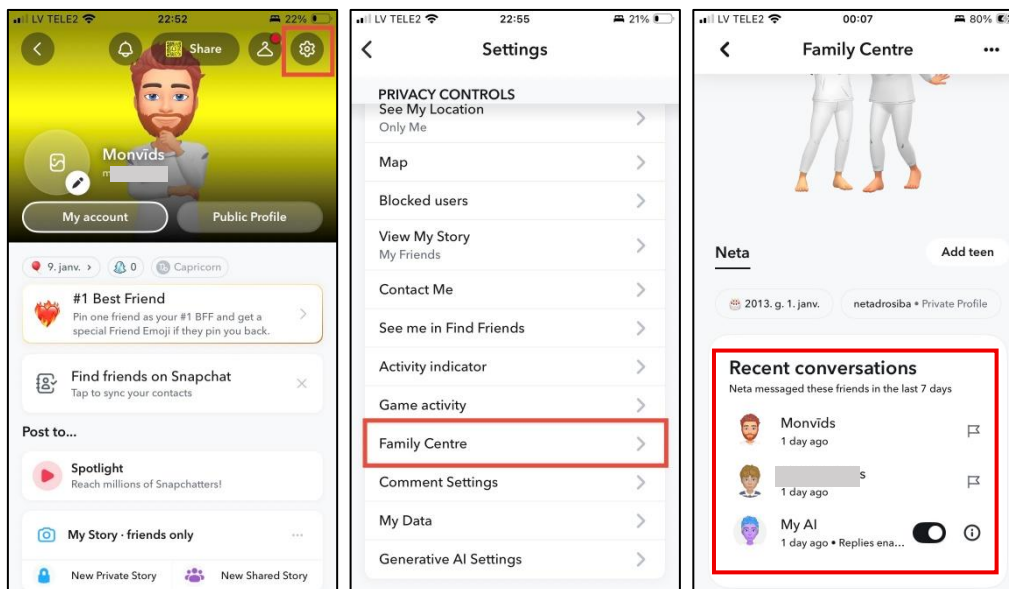 LV TELE2 22:52 22%
Share
Monvīds
m
My account
Public Profile
9. janv. >
0
Capricorn
#1 Best Friend
Pin one friend as your #1 BFF and get a
special Friend Emoji if they pin you back.
Find friends on Snapchat
Tap to sync your contacts
Post to...
Spotlight
Reach millions of Snapchatters!
My Story · friends only
New Private Story
New Shared Story
LV TELE2 22:55 21%
Settings
PRIVACY CONTROLS
See My Location
Only Me
Map
Blocked users
View My Story
My Friends
Contact Me
See me in Find Friends
Activity indicator
Game activity
Family Centre
Comment Settings
My Data
Generative AI Settings
LV TELE2 00:07 80%
Family Centre
Neta
Add teen
2013. g. 1. janv.
netadrosiba • Private Profile
Recent conversations
Neta messaged these friends in the last 7 days
Monvīds
1 day ago
s
1 day ago
My AI
1 day ago • Replies ena...